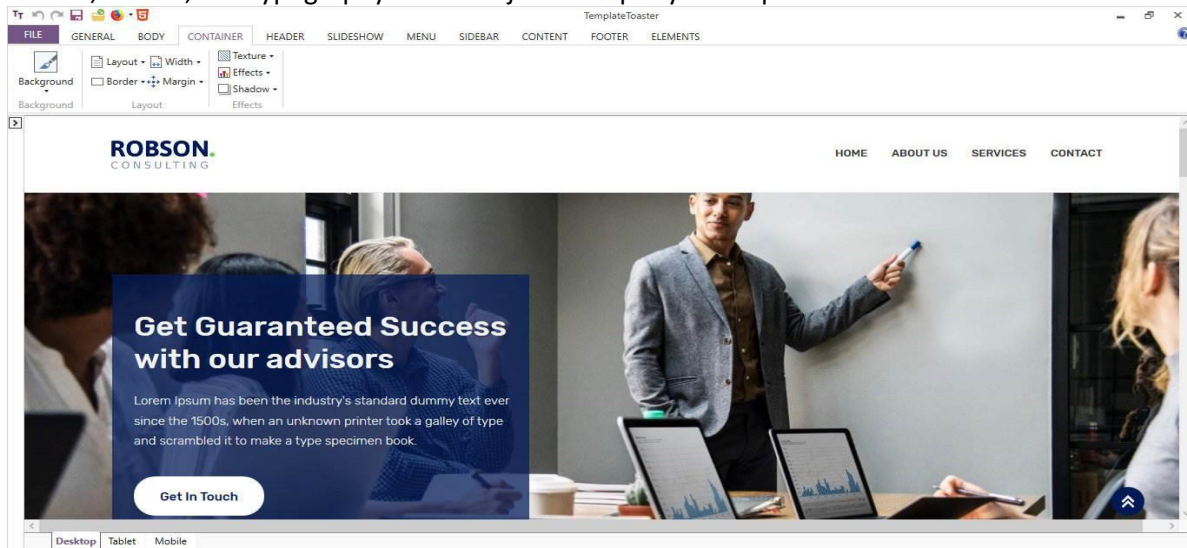 TemplateToaster
FILE GENERAL BODY CONTAINER HEADER SLIDESHOW MENU SIDEBAR CONTENT FOOTER ELEMENTS
Background
Layout Width
Border Margin
Texture
Effects
Shadow
Background Layout Effects
ROBSON.
CONSULTING
HOME ABOUT US SERVICES CONTACT
Get Guaranteed Success
with our advisors
Lorem Ipsum has been the industry's standard dummy text ever
since the 1500s, when an unknown printer took a galley of type
and scrambled it to make a type specimen book.
Get In Touch
Desktop Tablet Mobile